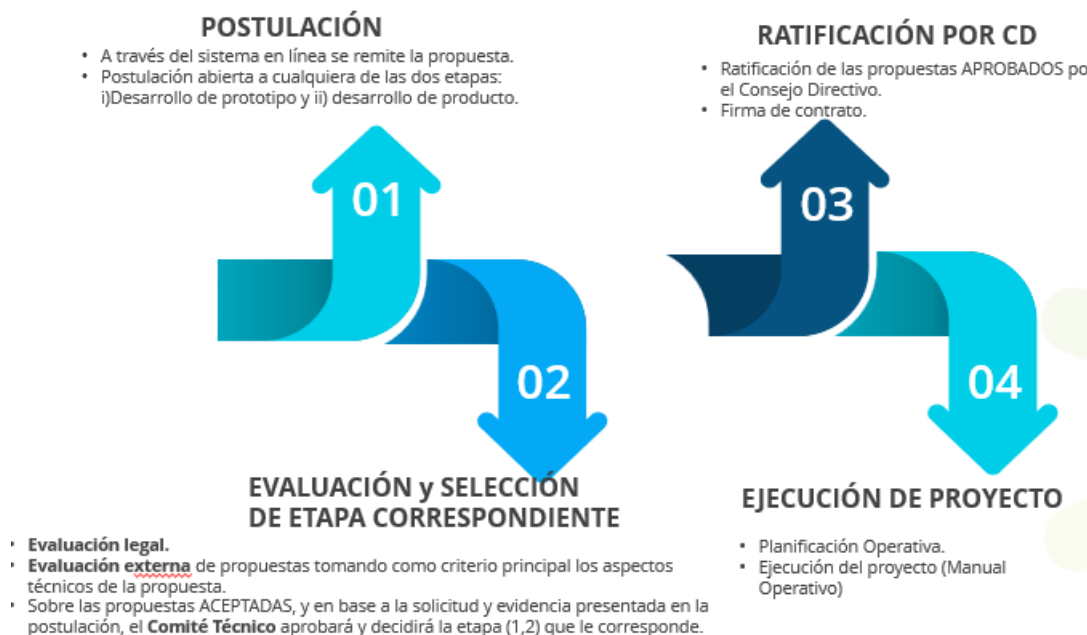 POSTULACIÓN
• A través del sistema en línea se remite la propuesta.
• Postulación abierta a cualquiera de las dos etapas:
i)Desarrollo de prototipo y ii) desarrollo de producto.
01
02
EVALUACIÓN y SELECCIÓN
DE ETAPA CORRESPONDIENTE
• Evaluación legal.
• Evaluación externa de propuestas tomando como criterio principal los aspectos
técnicos de la propuesta.
• Sobre las propuestas ACEPTADAS, y en base a la solicitud y evidencia presentada en la
postulación, el Comité Técnico aprobará y decidirá la etapa (1,2) que le corresponde.
RATIFICACIÓN POR CD
• Ratificación de las propuestas APROBADOS po
el Consejo Directivo.
• Firma de contrato.
03
04
EJECUCIÓN DE PROYECTO
• Planificación Operativa.
• Ejecución del proyecto (Manual
Operativo)